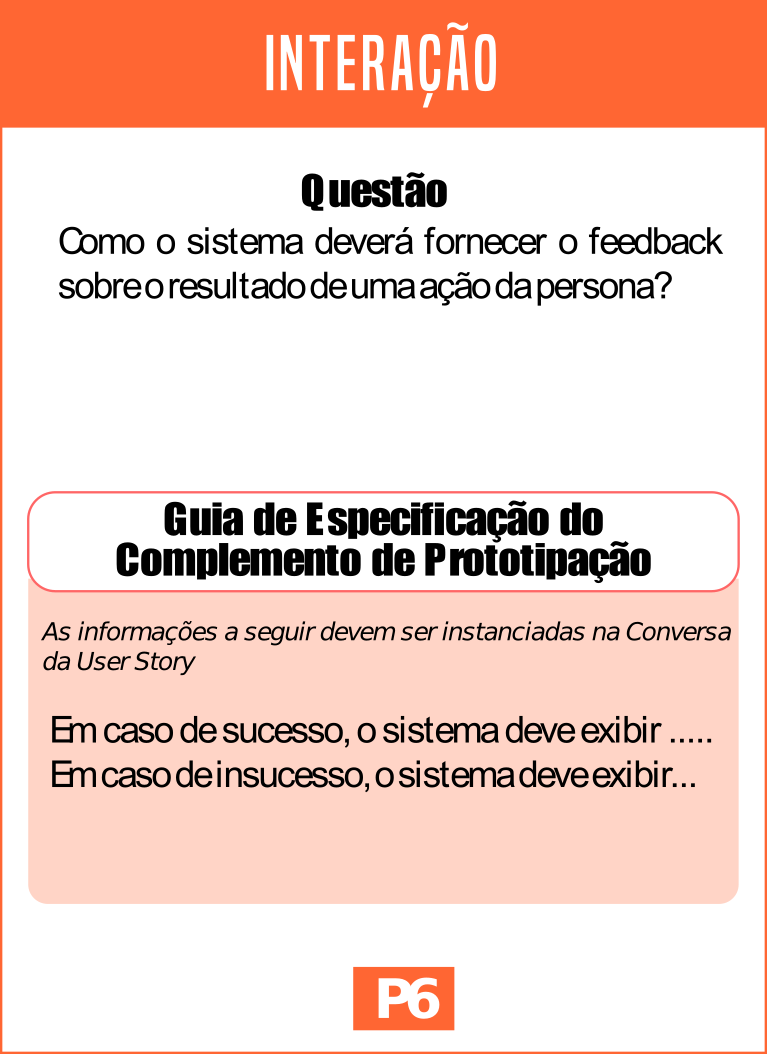 INTERAÇÃO
Questão
Como o sistema deverá fornecer o feedback
sobre o resultado de uma ação da persona?
Guia de Especificação do
Complemento de Prototipação
As informações a seguir devem ser instanciadas na Conversa
da User Story
Em caso de sucesso, o sistema deve exibir .....
Em caso de insucesso, o sistema deve exibir...
P6